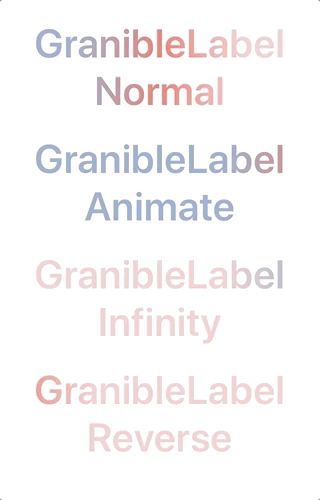 GranibleLabel
Normal
GranibleLabel
Animate
GranibleLabel
Infinity
GranibleLabel
Reverse